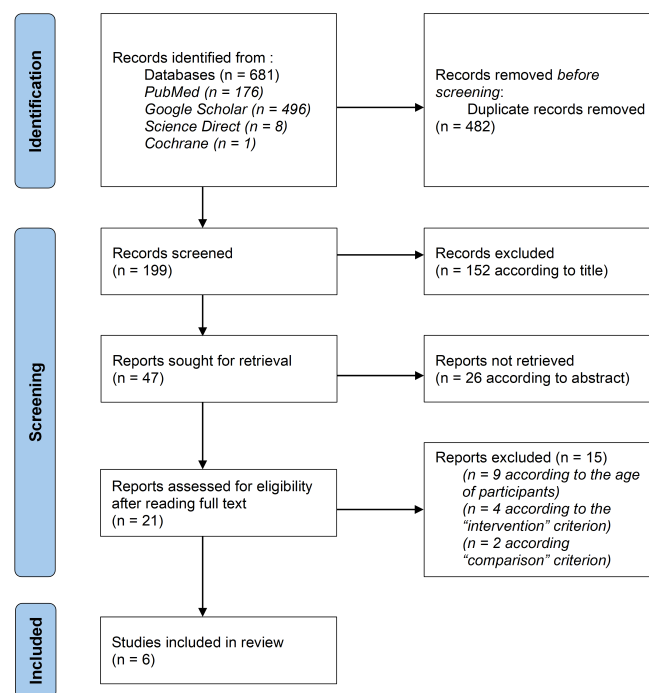 Identification
Records identified from :
Databases (n = 681)
PubMed (n = 176)
Google Scholar (n = 496)
Science Direct (n = 8)
Cochrane (n = 1)
Records removed before
screening:
Duplicate records removed
(n = 482)
Screening
Records screened
(n = 199)
Records excluded
(n = 152 according to title)
Reports sought for retrieval
(n = 47)
Reports not retrieved
(n = 26 according to abstract)
Reports assessed for eligibility
after reading full text
(n = 21)
Reports excluded (n = 15)
(n = 9 according to the age
of participants)
(n = 4 according to the
“intervention” criterion)
(n = 2 according
“comparison” criterion)
Included
Studies included in review
(n = 6)